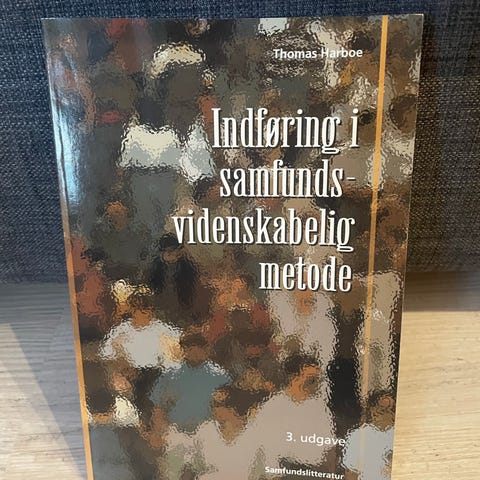 Thomas Harboe
Indføring i
samfunds-
videnskabelig
metode
3. udgave
Samfundslitteratur